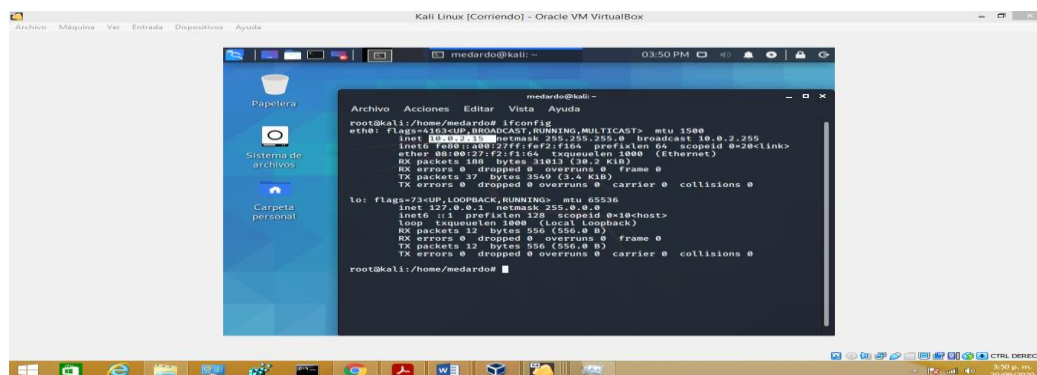 Kali Linux [Corriendo] - Oracle VM VirtualBox
Archivo Máquina Ver Entrada Dispositivos Ayuda
medardo@kali: ~
03:50 PM
Papelera
Sistema de archivos
Carpeta personal
medardo@kali: ~
Archivo Acciones Editar Vista Ayuda
root@kali:/home/medardo# ifconfig
eth0: flags=4163<UP,BROADCAST,RUNNING,MULTICAST> mtu 1500
inet 10.0.2.15 netmask 255.255.255.0 broadcast 10.0.2.255
inet6 fe80::a00:27ff:fef2:f164 prefixlen 64 scopeid 0×20<link>
ether 08:00:27:f2:f1:64 txqueuelen 1000 (Ethernet)
RX packets 188 bytes 31013 (30.2 KiB)
RX errors 0 dropped 0 overruns 0 frame 0
TX packets 37 bytes 3549 (3.4 KiB)
TX errors 0 dropped 0 overruns 0 carrier 0 collisions 0
lo: flags=73<UP,LOOPBACK,RUNNING> mtu 65536
inet 127.0.0.1 netmask 255.0.0.0
inet6 ::1 prefixlen 128 scopeid 0×10<host>
loop txqueuelen 1000 (Local Loopback)
RX packets 12 bytes 556 (556.0 B)
RX errors 0 dropped 0 overruns 0 frame 0
TX packets 12 bytes 556 (556.0 B)
TX errors 0 dropped 0 overruns 0 carrier 0 collisions 0
root@kali:/home/medardo#
CTRL DEREC
3:50 p. m.